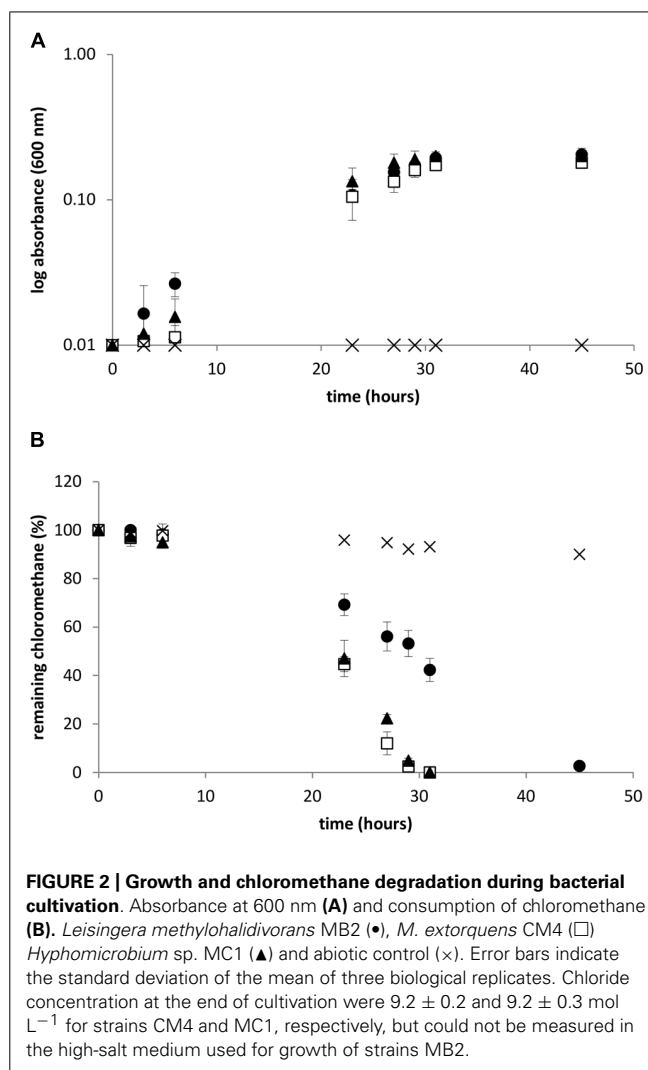 A
1.00
0.10
0.01
log absorbance (600 nm)
0 10 20 30 40 50
time (hours)
B
120
100
80
60
40
20
0
remaining chloromethane (%)
0 10 20 30 40 50
time (hours)
FIGURE 2 | Growth and chloromethane degradation during bacterial
cultivation. Absorbance at 600 nm (A) and consumption of chloromethane
(B). Leisingera methylohalidivorans MB2 (•), M. extorquens CM4 (□)
Hyphomicrobium sp. MC1 (▲) and abiotic control (×). Error bars indicate
the standard deviation of the mean of three biological replicates. Chloride
concentration at the end of cultivation were 9.2 ± 0.2 and 9.2 ± 0.3 mol
L⁻¹ for strains CM4 and MC1, respectively, but could not be measured in
the high-salt medium used for growth of strains MB2.